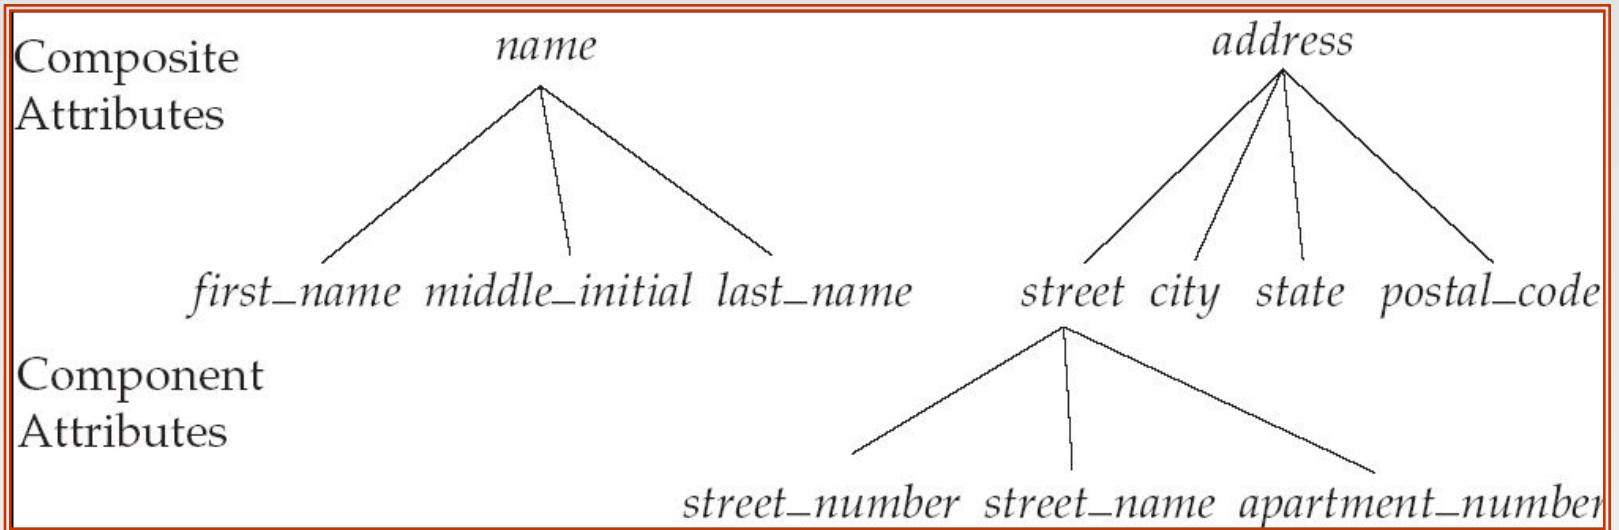 Composite
Attributes
name
address
first_name middle_initial last_name
street city state postal_code
Component
Attributes
street_number street_name apartment_number